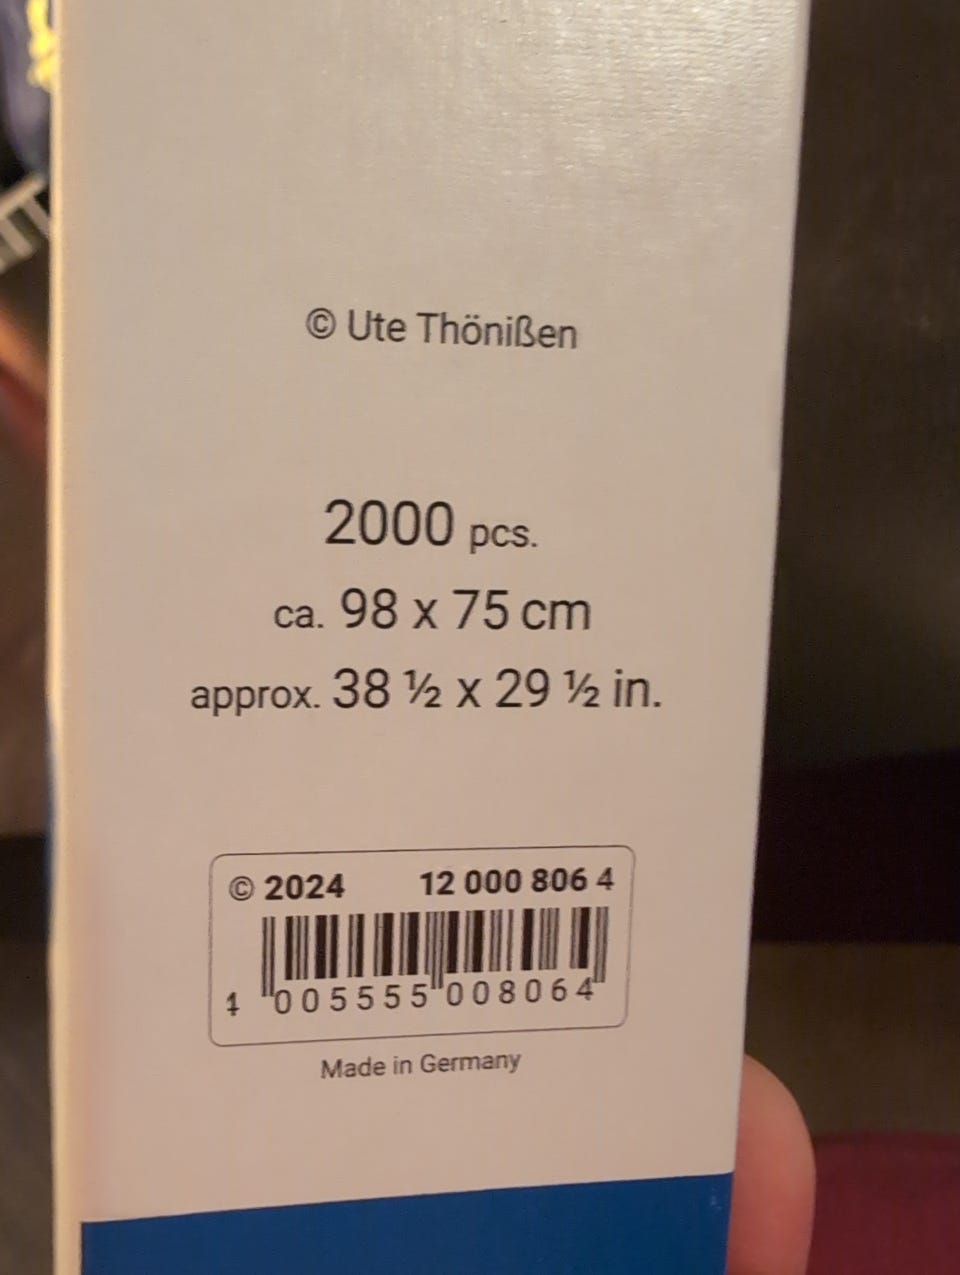 © Ute Thönißen
2000 pcs.
ca. 98 x 75 cm
approx. 38 ½ x 29 ½ in.
© 2024 12 000 806 4
4 005555 008064
Made in Germany